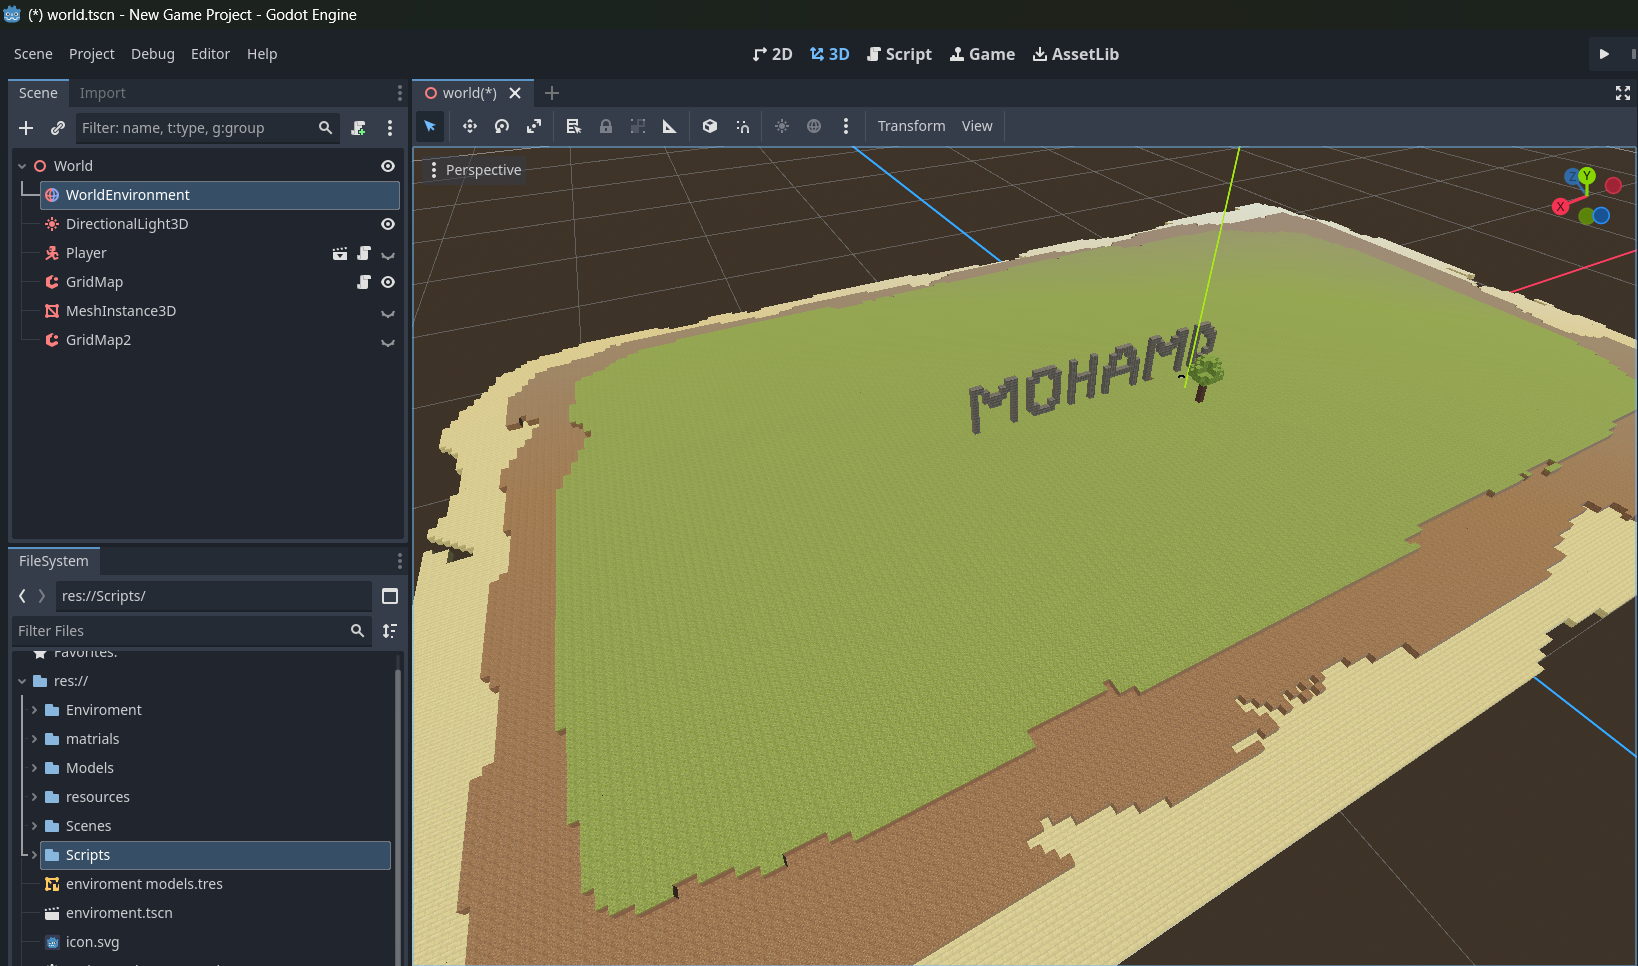 (*) world.tscn - New Game Project - Godot Engine
Scene Project Debug Editor Help
2D 3D Script Game AssetLib
Scene Import
world(*)
Filter: name, t:type, g:group
Transform View
World
WorldEnvironment
DirectionalLight3D
Player
GridMap
MeshInstance3D
GridMap2
Perspective
Z Y
X
FileSystem
res://Scripts/
Filter Files
Favorites:
res://
Enviroment
matrials
Models
resources
Scenes
Scripts
enviroment models.tres
enviroment.tscn
icon.svg